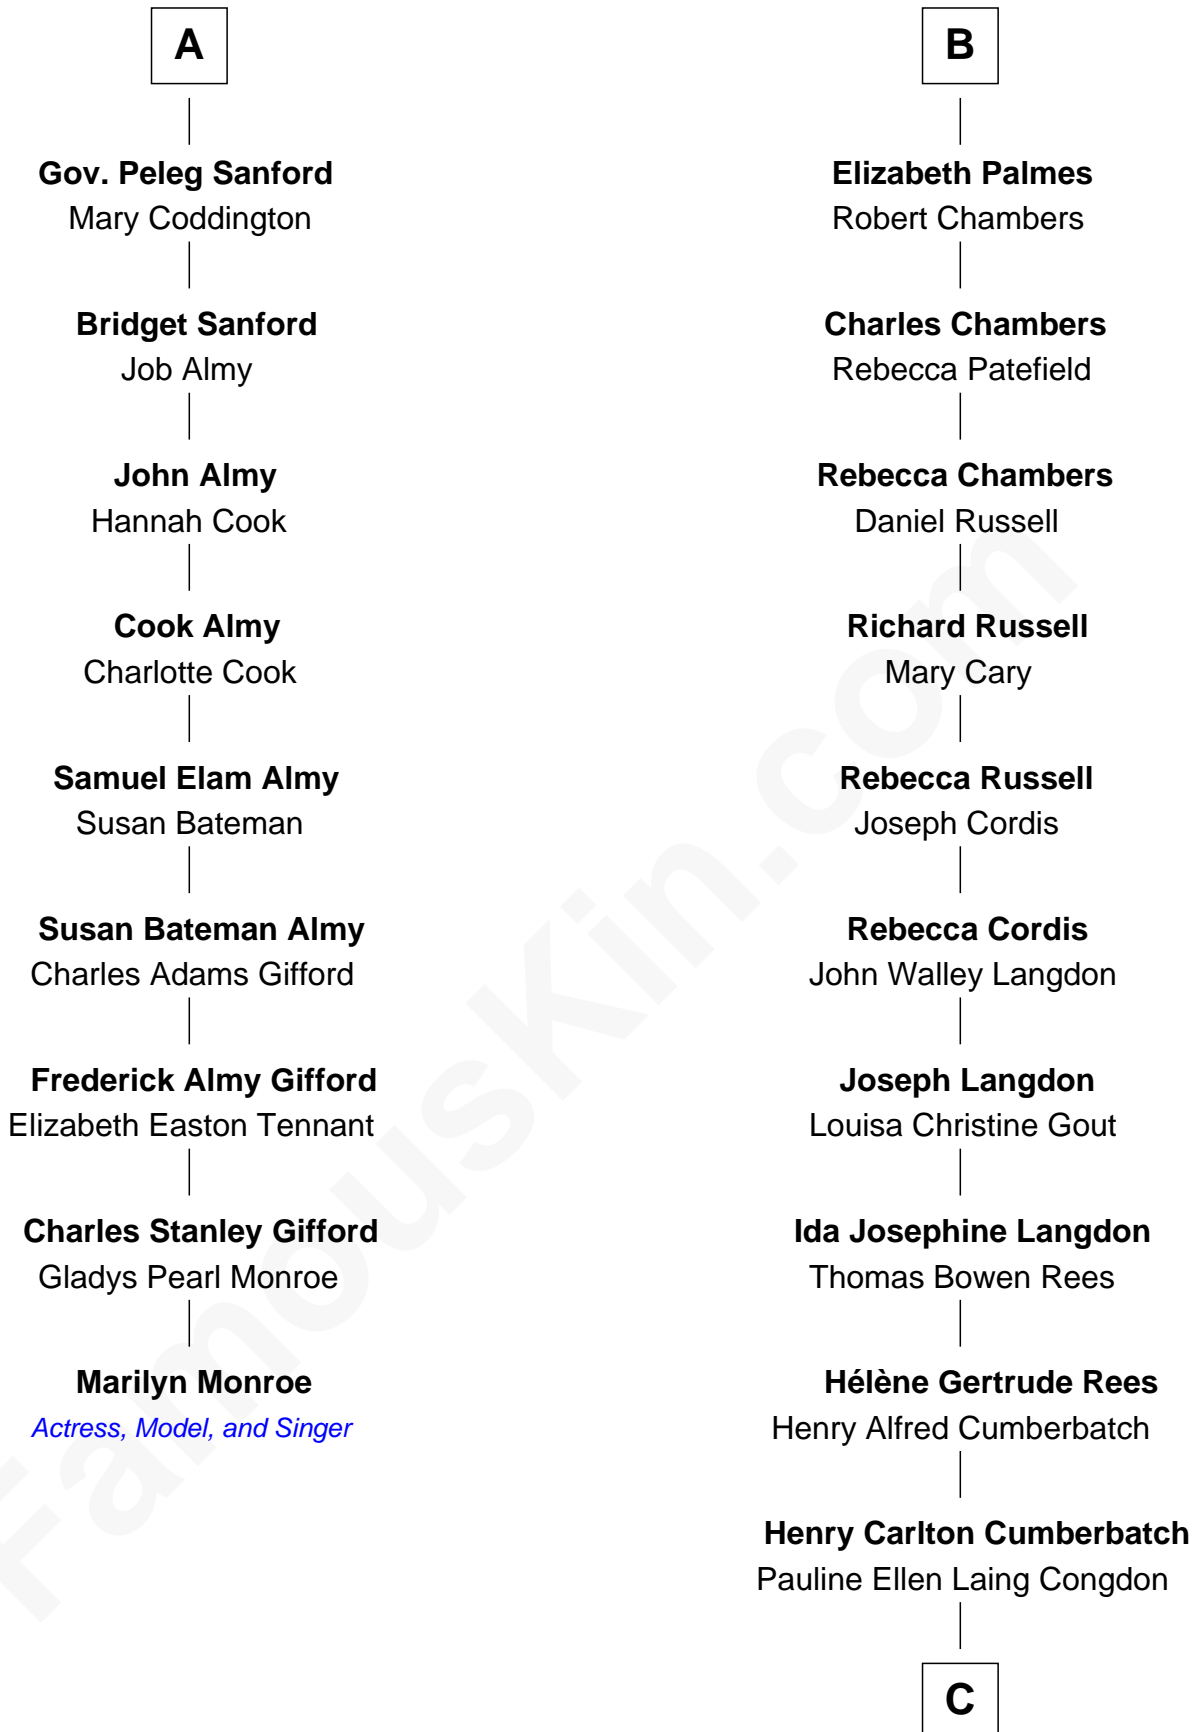 A
Gov. Peleg Sanford
Mary Coddington
Bridget Sanford
Job Almy
John Almy
Hannah Cook
Cook Almy
Charlotte Cook
Samuel Elam Almy
Susan Bateman
Susan Bateman Almy
Charles Adams Gifford
Frederick Almy Gifford
Elizabeth Easton Tennant
Charles Stanley Gifford
Gladys Pearl Monroe
Marilyn Monroe
Actress, Model, and Singer
B
Elizabeth Palmes
Robert Chambers
Charles Chambers
Rebecca Patefield
Rebecca Chambers
Daniel Russell
Richard Russell
Mary Cary
Rebecca Russell
Joseph Cordis
Rebecca Cordis
John Walley Langdon
Joseph Langdon
Louisa Christine Gout
Ida Josephine Langdon
Thomas Bowen Rees
Hélène Gertrude Rees
Henry Alfred Cumberbatch
Henry Carlton Cumberbatch
Pauline Ellen Laing Congdon
C
FamousKin.com